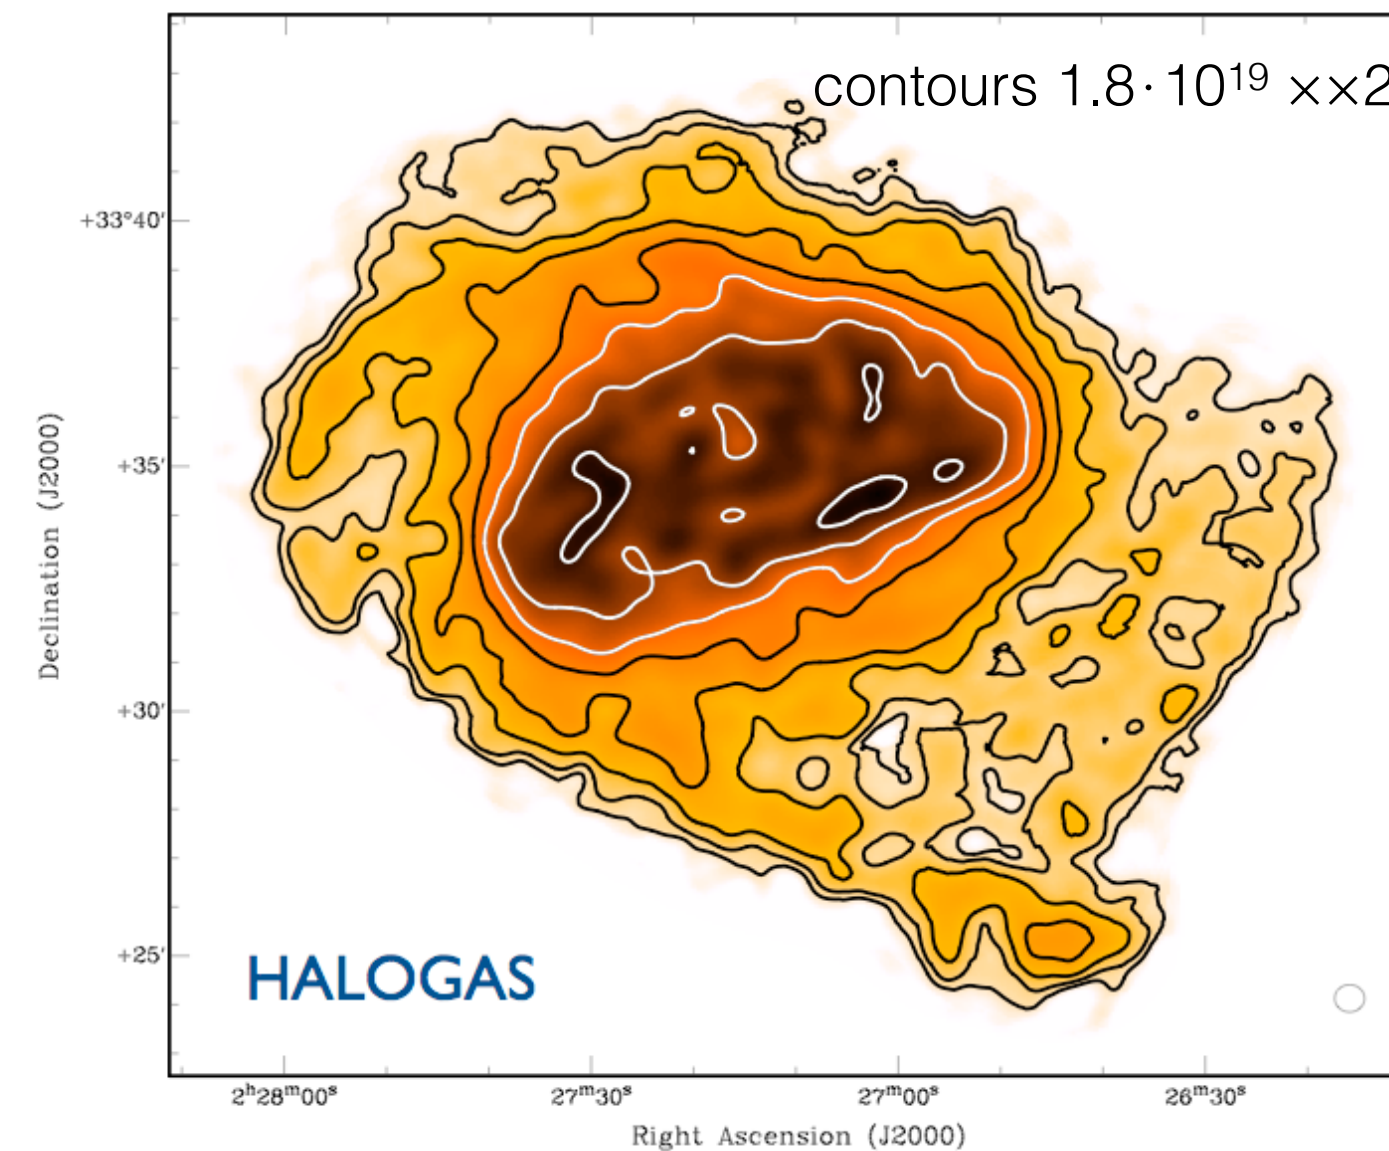 contours 1.8·10¹⁹ ××2
+33°40′
+35′
+30′
+25′
Declination (J2000)
HALOGAS
2ʰ28ᵐ00ˢ 27ᵐ30ˢ 27ᵐ00ˢ 26ᵐ30ˢ
Right Ascension (J2000)